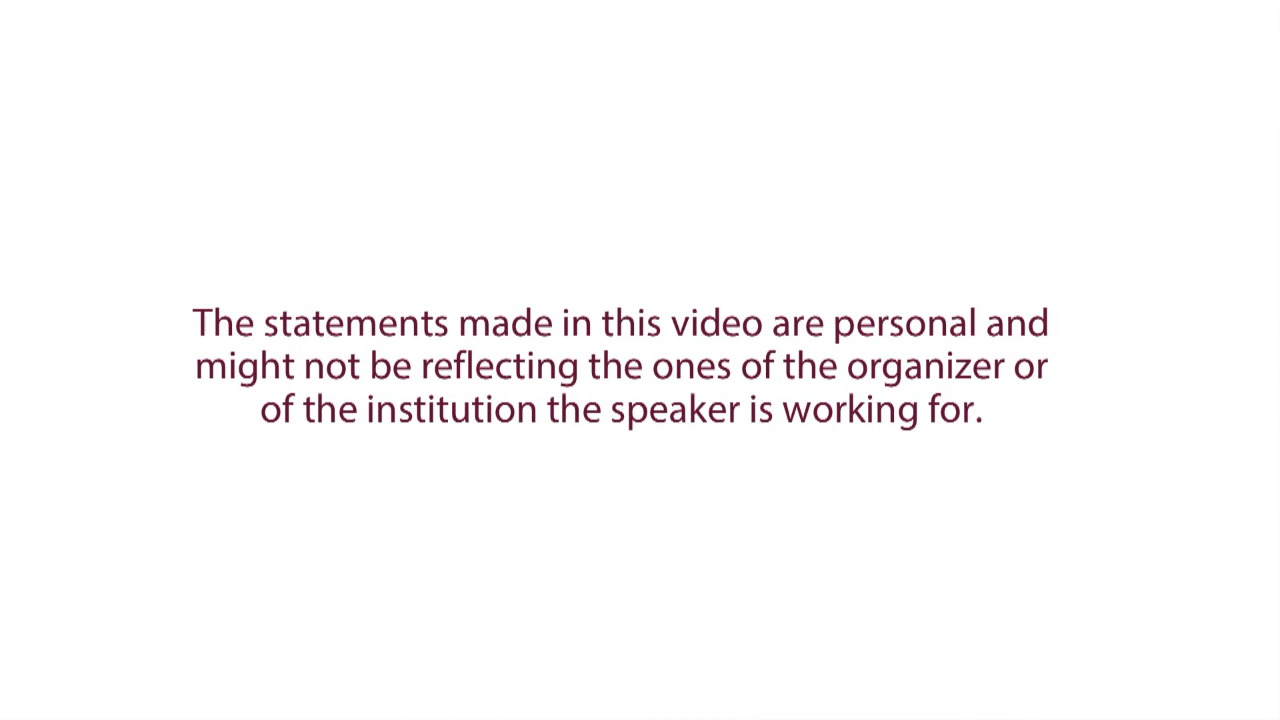 The statements made in this video are personal and
might not be reflecting the ones of the organizer or
of the institution the speaker is working for.